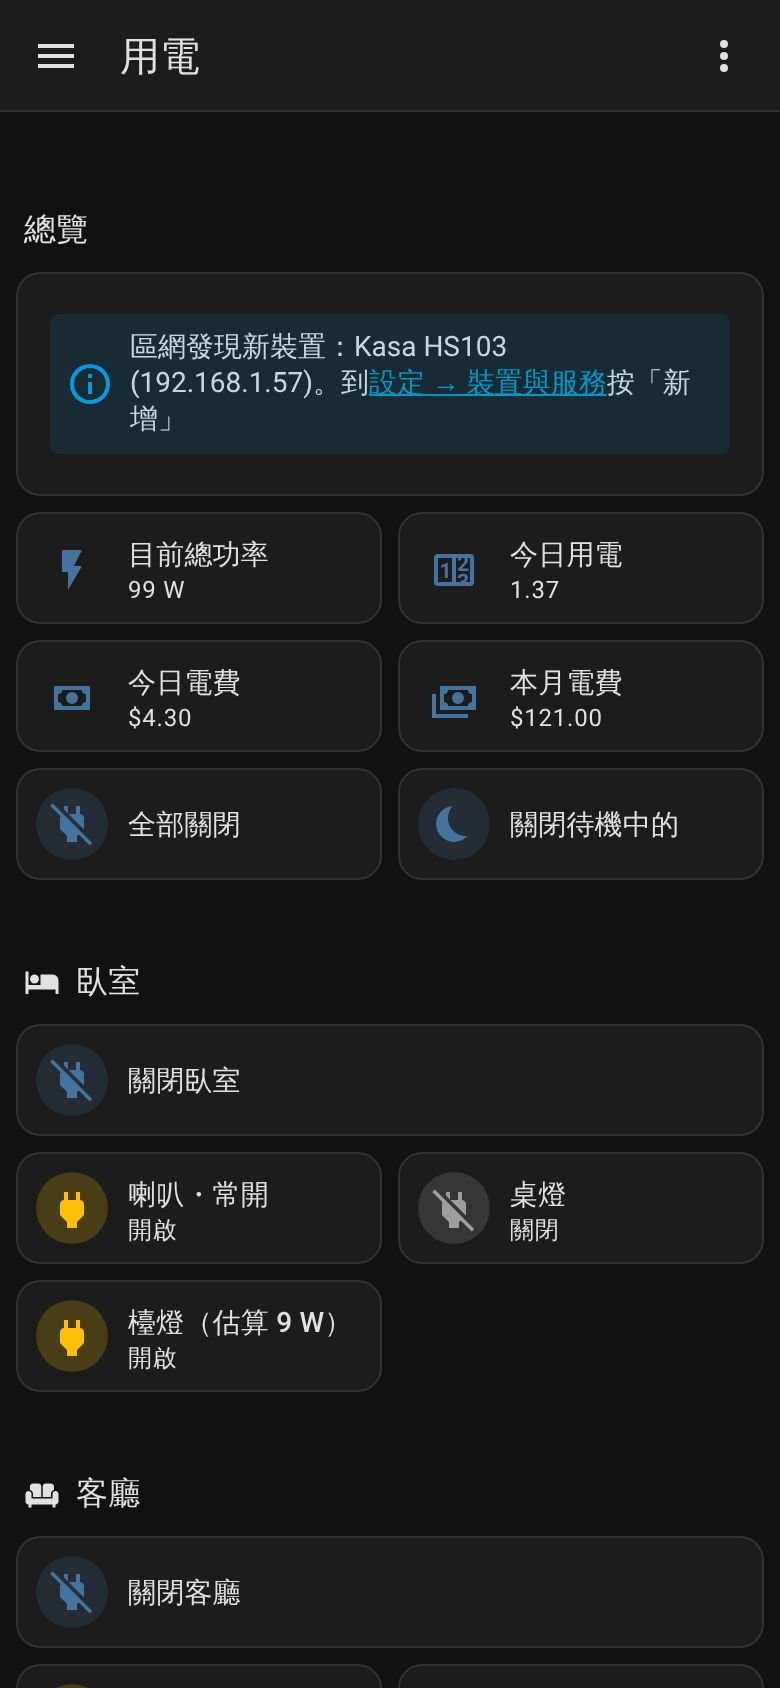 用電
總覽
區網發現新裝置：Kasa HS103
(192.168.1.57)。到設定 → 裝置與服務按「新
增」
目前總功率
99 W
今日用電
1.37
今日電費
$4.30
本月電費
$121.00
全部關閉
關閉待機中的
臥室
關閉臥室
喇叭・常開
開啟
桌燈
關閉
檯燈（估算 9 W）
開啟
客廳
關閉客廳